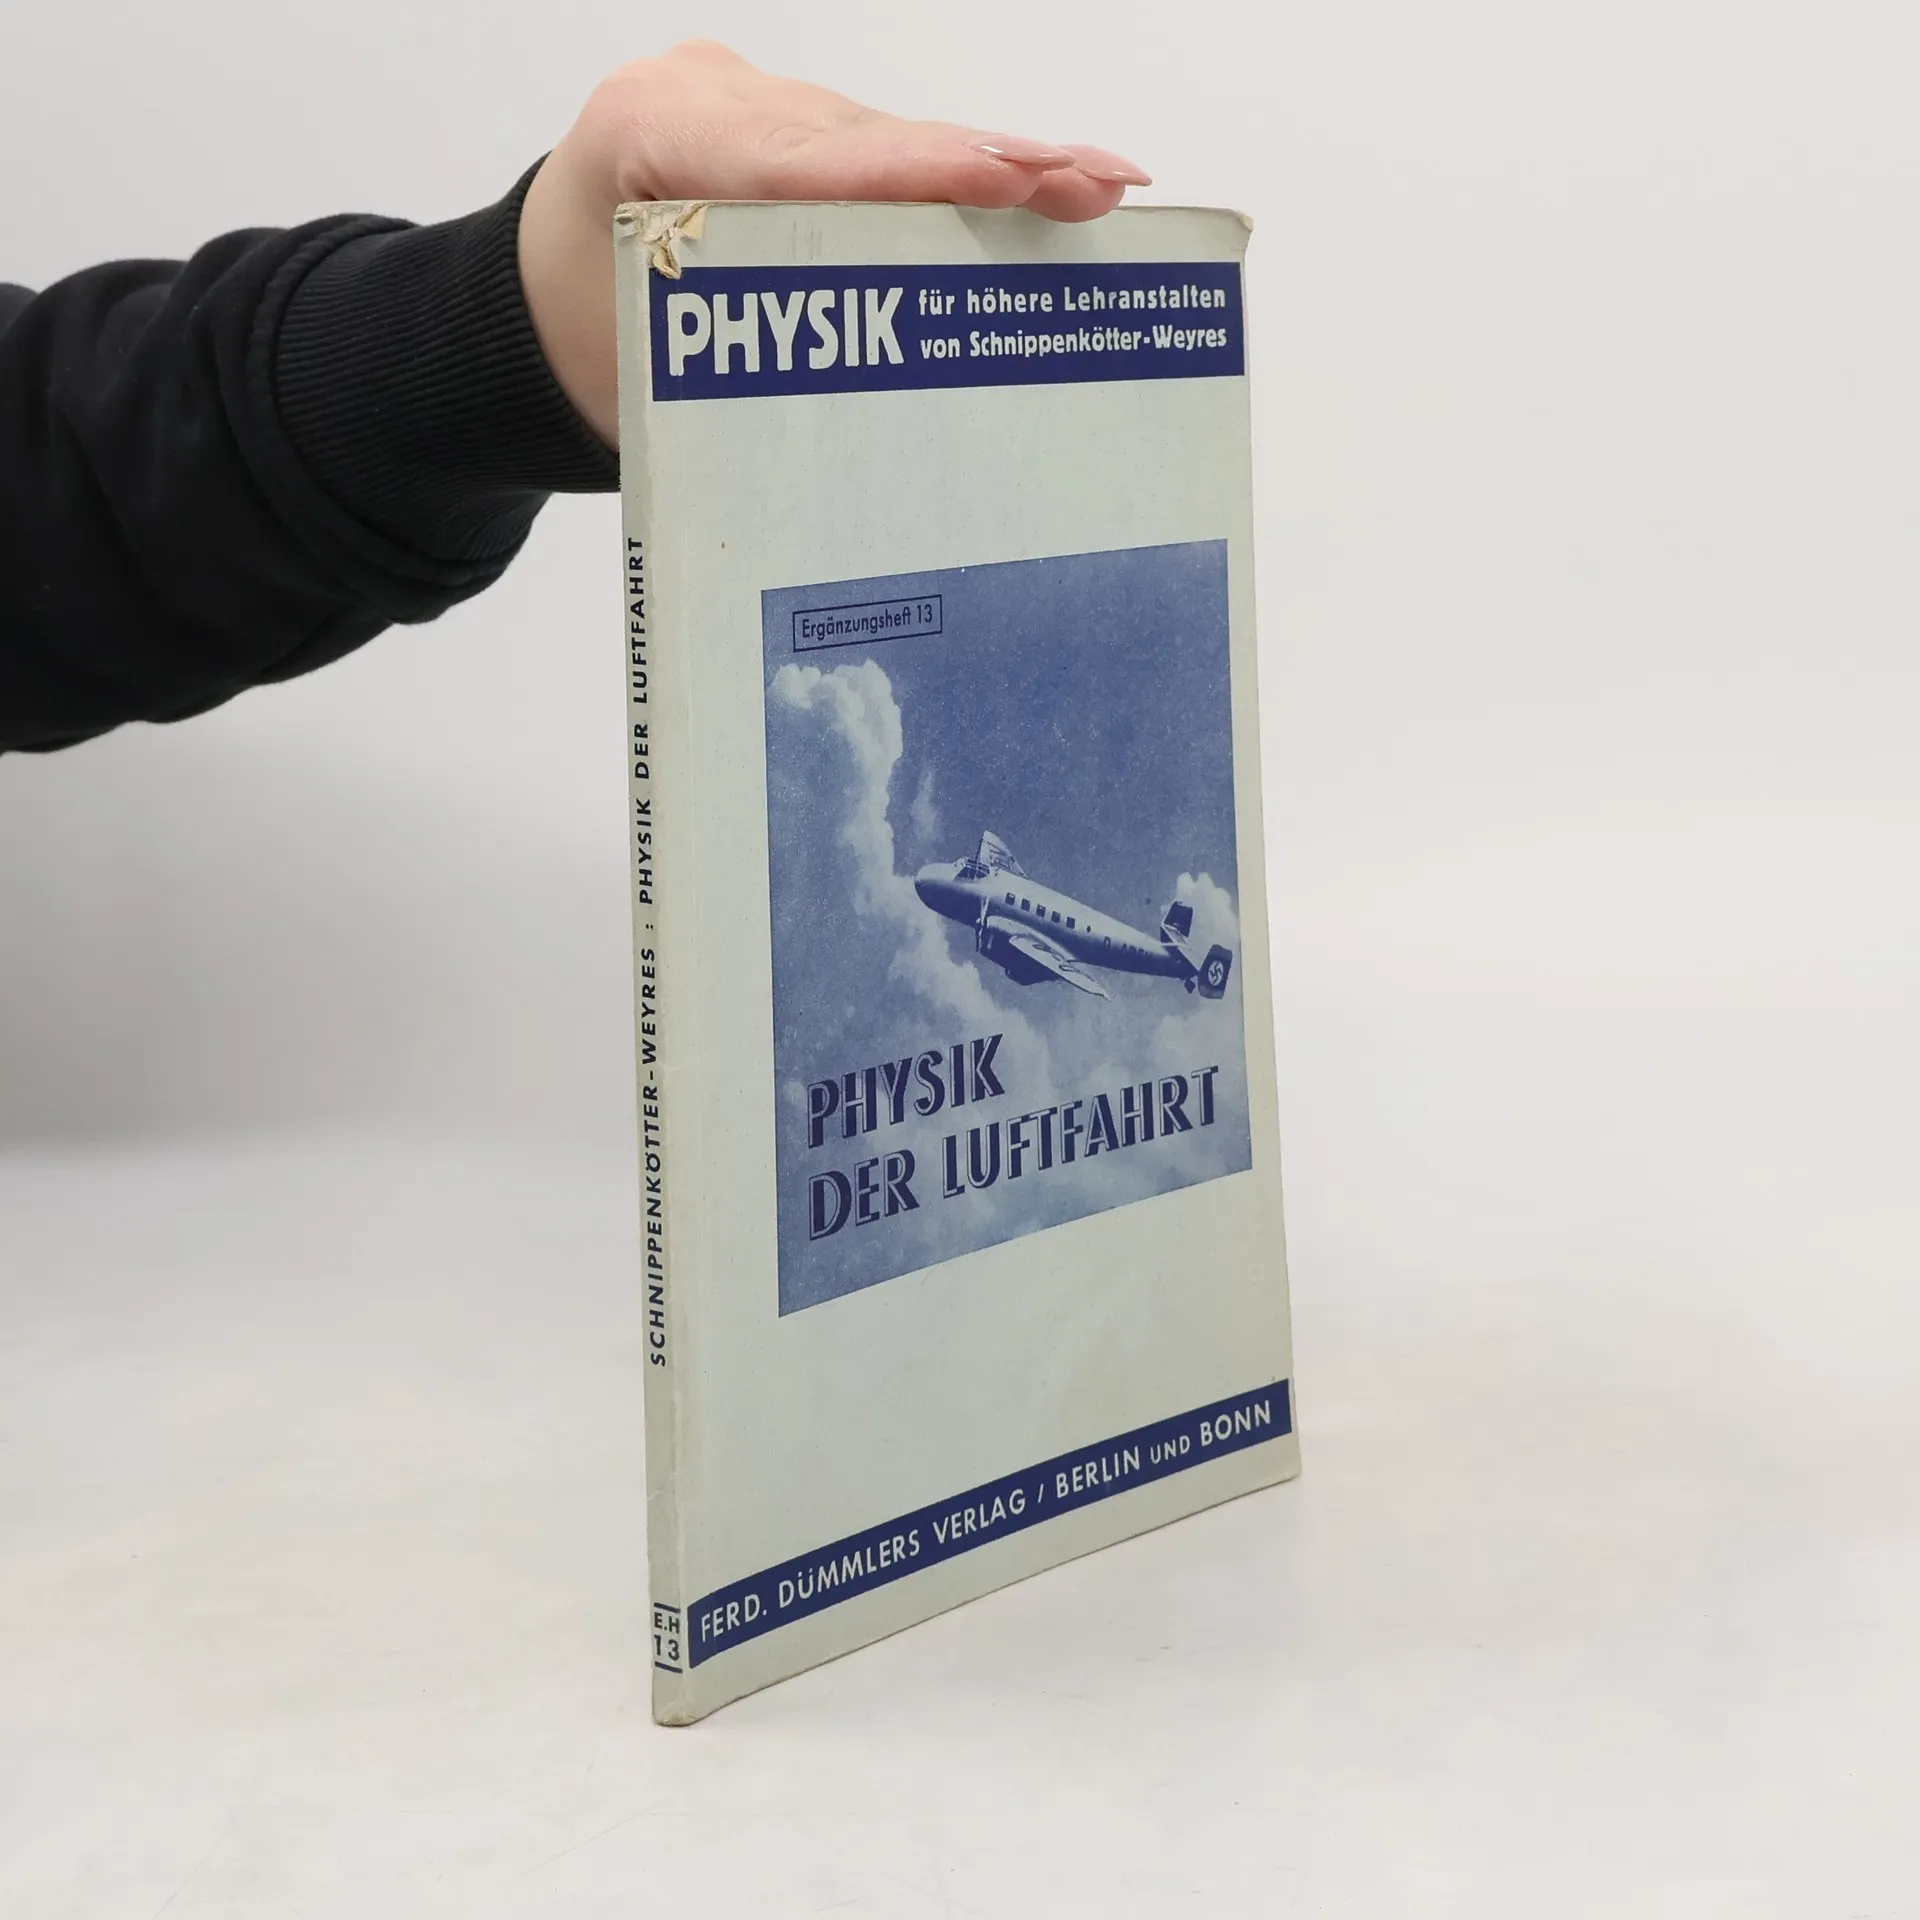 PHYSIK für höhere Lehranstalten
von Schnippenkötter-Weyres
Ergänzungsheft 13
PHYSIK
DER LUFTFAHRT
FERD. DÜMMLERS VERLAG / BERLIN UND BONN
SCHNIPPENKÖTTER-WEYRES : PHYSIK DER LUFTFAHRT
E.H
13